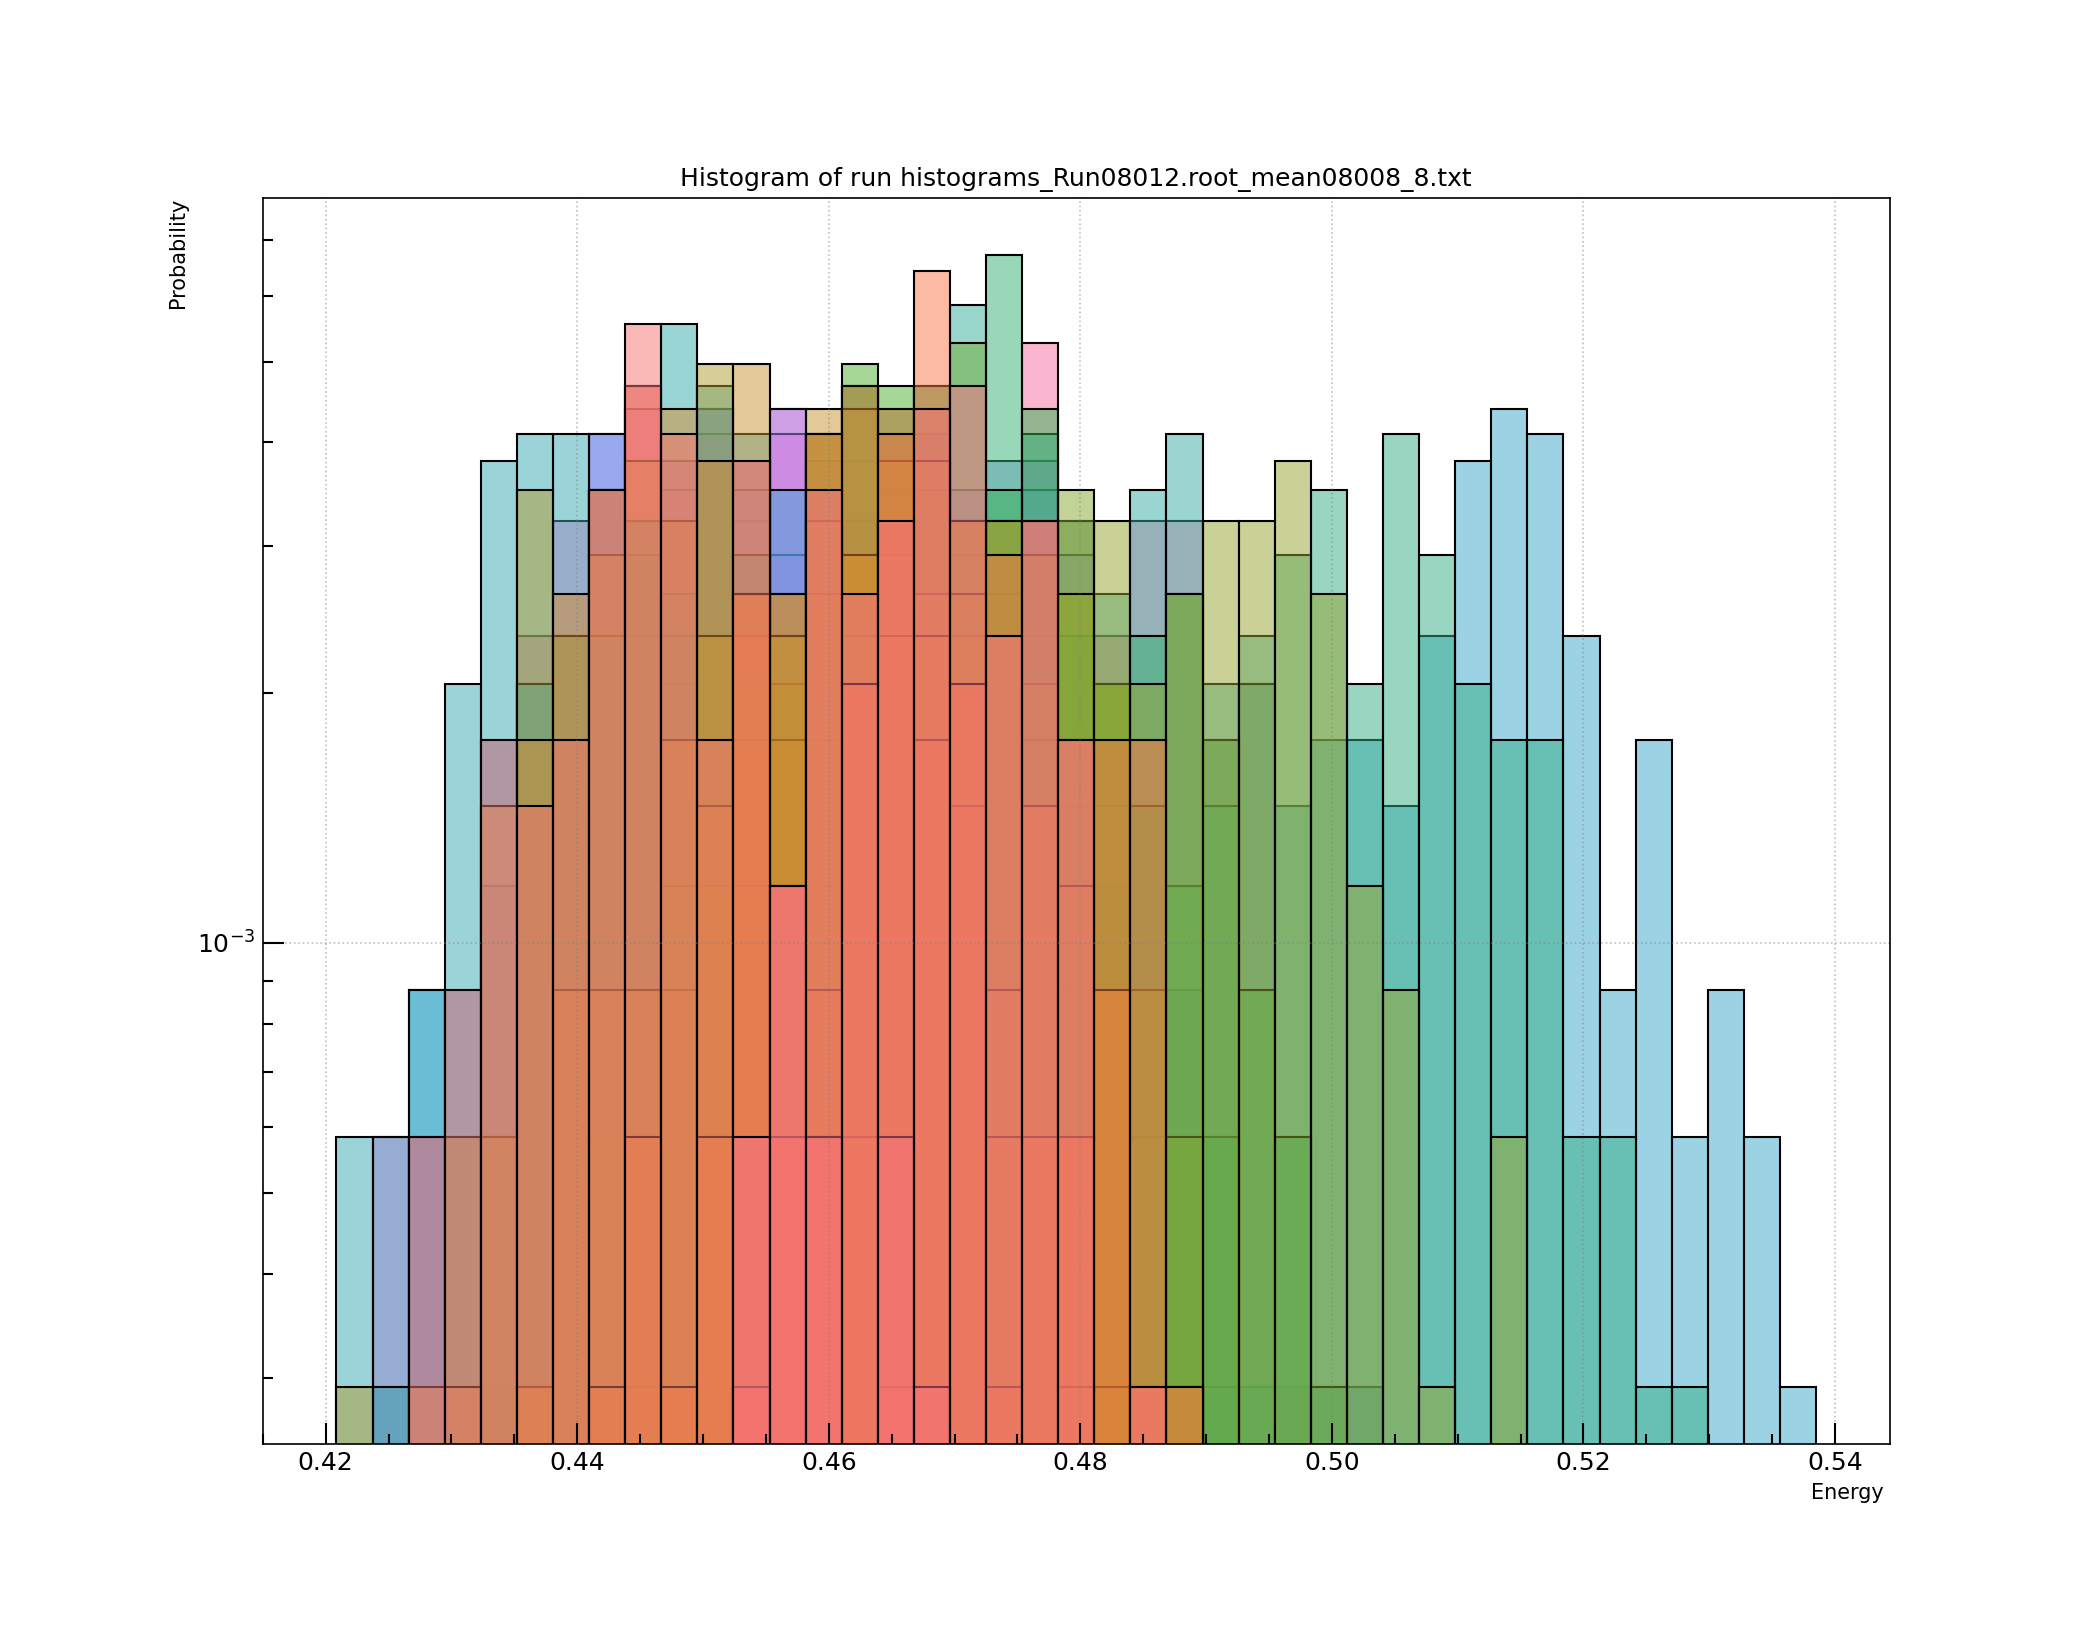 Histogram of run histograms_Run08012.root_mean08008_8.txt
Probability
10⁻³
0.42 0.44 0.46 0.48 0.50 0.52 0.54
Energy